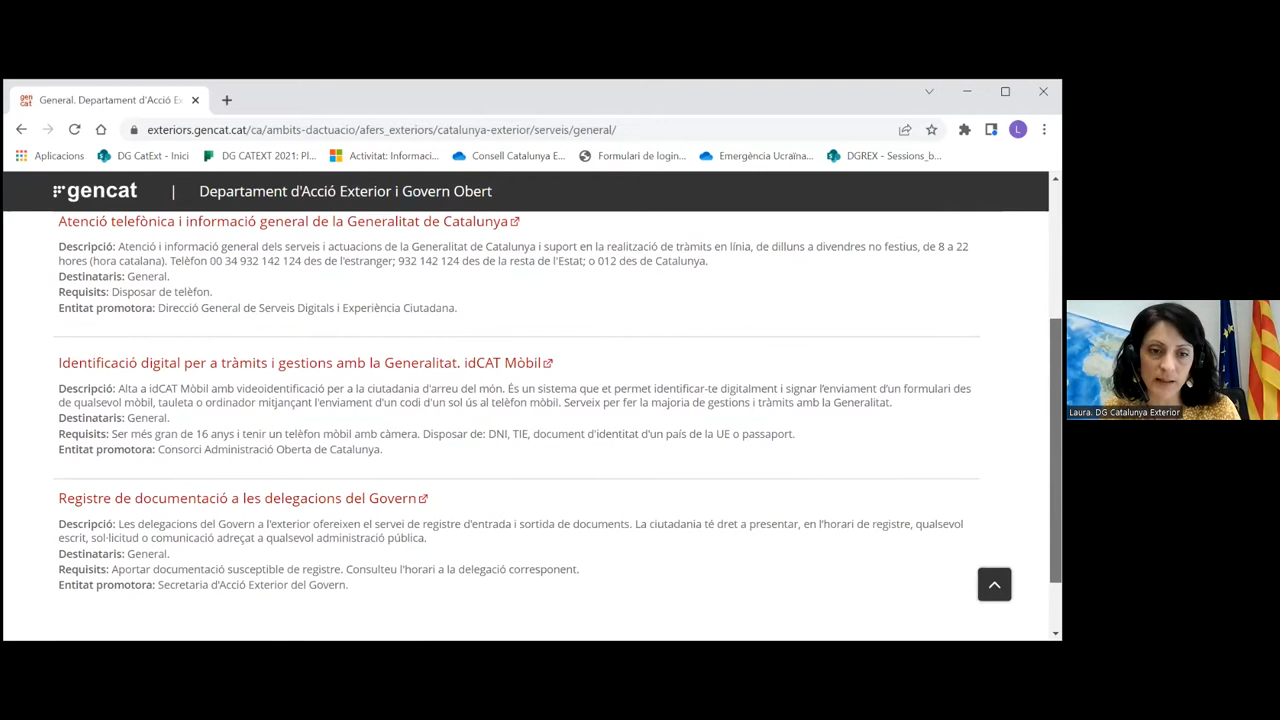 gen
cat
General. Departament d'Acció Ex
exteriors.gencat.cat/ca/ambits-dactuacio/afers_exteriors/catalunya-exterior/serveis/general/
L
Aplicacions
DG CatExt - Inici
DG CATEXT 2021: Pl...
Activitat: Informaci...
Consell Catalunya E...
Formulari de login...
Emergència Ucraïna...
DGREX - Sessions_b...
gencat | Departament d'Acció Exterior i Govern Obert
Atenció telefònica i informació general de la Generalitat de Catalunya
Descripció: Atenció i informació general dels serveis i actuacions de la Generalitat de Catalunya i suport en la realització de tràmits en línia, de dilluns a divendres no festius, de 8 a 22
hores (hora catalana). Telèfon 00 34 932 142 124 des de l'estranger; 932 142 124 des de la resta de l'Estat; o 012 des de Catalunya.
Destinataris: General.
Requisits: Disposar de telèfon.
Entitat promotora: Direcció General de Serveis Digitals i Experiència Ciutadana.
Identificació digital per a tràmits i gestions amb la Generalitat. idCAT Mòbil
Descripció: Alta a idCAT Mòbil amb videoidentificació per a la ciutadania d'arreu del món. És un sistema que et permet identificar-te digitalment i signar l'enviament d'un formulari des
de qualsevol mòbil, tauleta o ordinador mitjançant l'enviament d'un codi d'un sol ús al telèfon mòbil. Serveix per fer la majoria de gestions i tràmits amb la Generalitat.
Destinataris: General.
Requisits: Ser més gran de 16 anys i tenir un telèfon mòbil amb càmera. Disposar de: DNI, TIE, document d'identitat d'un país de la UE o passaport.
Entitat promotora: Consorci Administració Oberta de Catalunya.
Registre de documentació a les delegacions del Govern
Descripció: Les delegacions del Govern a l'exterior ofereixen el servei de registre d'entrada i sortida de documents. La ciutadania té dret a presentar, en l'horari de registre, qualsevol
escrit, sol·licitud o comunicació adreçat a qualsevol administració pública.
Destinataris: General.
Requisits: Aportar documentació susceptible de registre. Consulteu l'horari a la delegació corresponent.
Entitat promotora: Secretaria d'Acció Exterior del Govern.
Laura. DG Catalunya Exterior